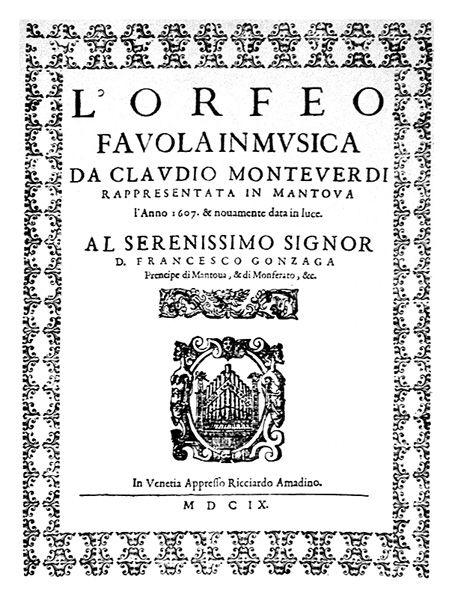 L'ORFEO
FAVOLA IN MVSICA
DA CLAVDIO MONTEVERDI
RAPPRESENTATA IN MANTOVA
l'Anno 1607. & nouamente data in luce.
AL SERENISSIMO SIGNOR
D. FRANCESCO GONZAGA
Prencipe di Mantoua, & di Monferato, &c.
In Venetia Appresso Ricciardo Amadino.
M D C IX.